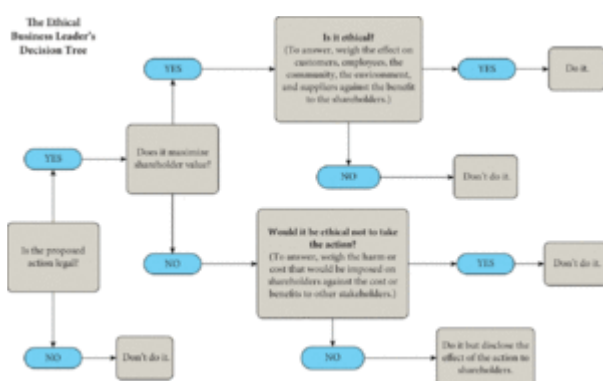 The Ethical
Business Leader's
Decision Tree
Is it ethical?
(To answer, weigh the effect on
customers, employees, the
community, the environment,
and suppliers against the benefit
to the shareholders.)
YES
YES
Do it.
YES
Does it maximize
shareholder value?
NO
Don't do it.
Is the proposed
action legal?
NO
Would it be ethical not to take
the action?
(To answer, weigh the harm or
cost that would be imposed on
shareholders against the cost or
benefits to other stakeholders.)
YES
Don't do it.
NO
Don't do it.
NO
Do it but disclose the
effect of the action to
shareholders.